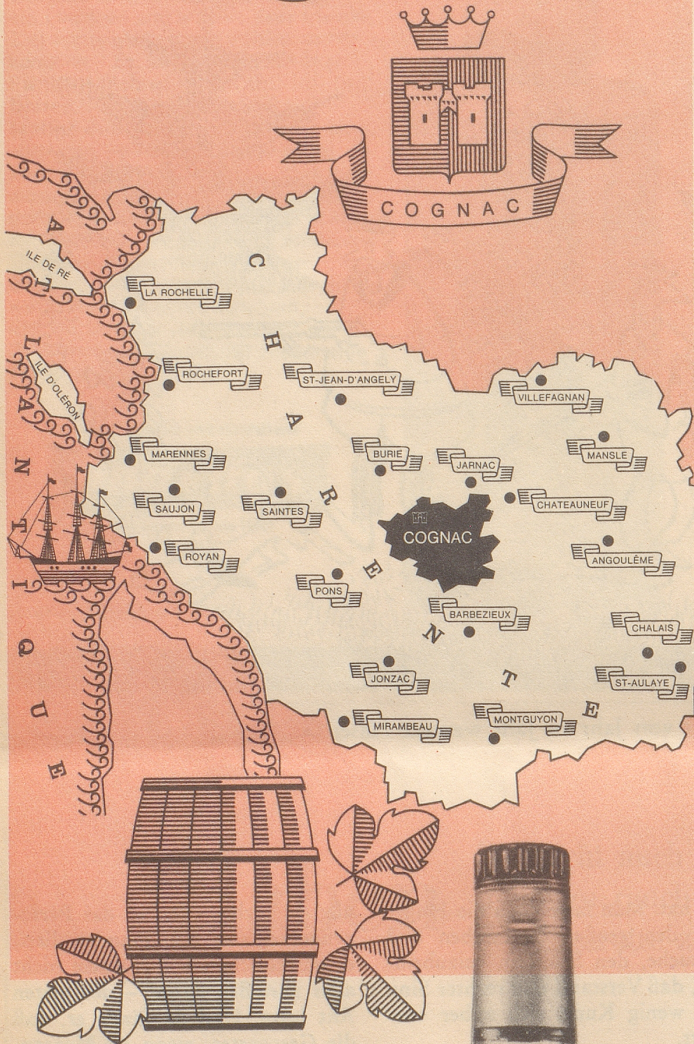 COGNAC
ATLANTIQUE
ILE DE RÉ
ILE D'OLÉRON
CHARENTE
LA ROCHELLE
ROCHEFORT
ST-JEAN-D'ANGELY
VILLEFAGNAN
MARENNES
BURIE
JARNAC
MANSLE
SAUJON
SAINTES
CHATEAUNEUF
COGNAC
ROYAN
ANGOULÊME
PONS
BARBEZIEUX
CHALAIS
JONZAC
ST-AULAYE
MIRAMBEAU
MONTGUYON